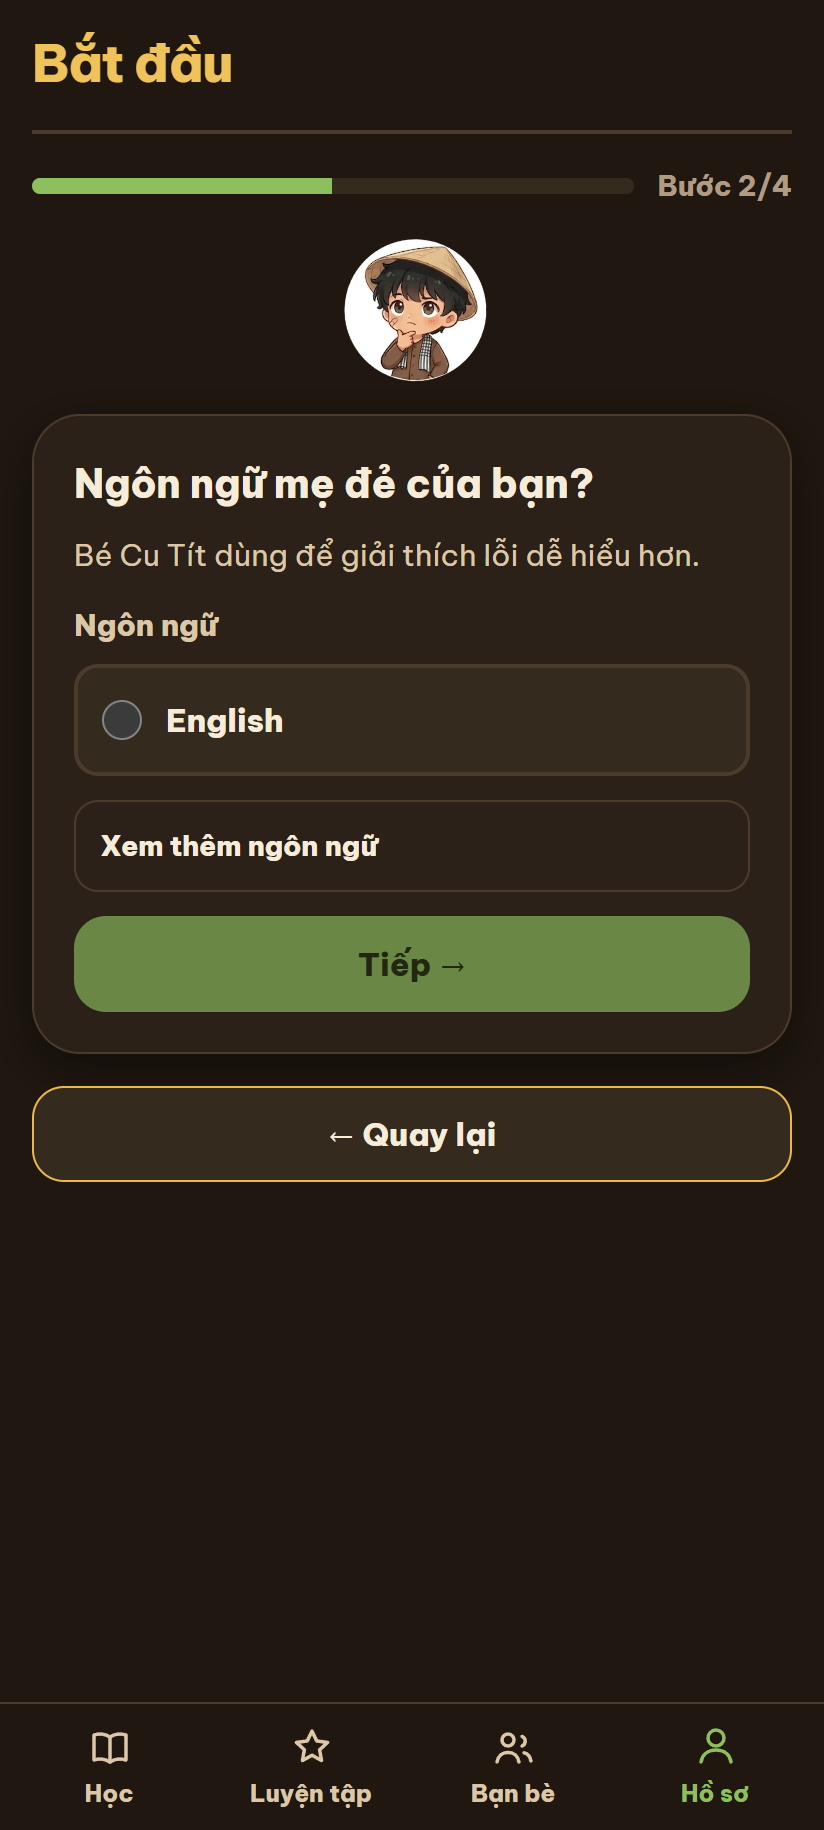 Bắt đầu
Bước 2/4
Ngôn ngữ mẹ đẻ của bạn?
Bé Cu Tít dùng để giải thích lỗi dễ hiểu hơn.
Ngôn ngữ
English
Xem thêm ngôn ngữ
Tiếp →
← Quay lại
Học
Luyện tập
Bạn bè
Hồ sơ